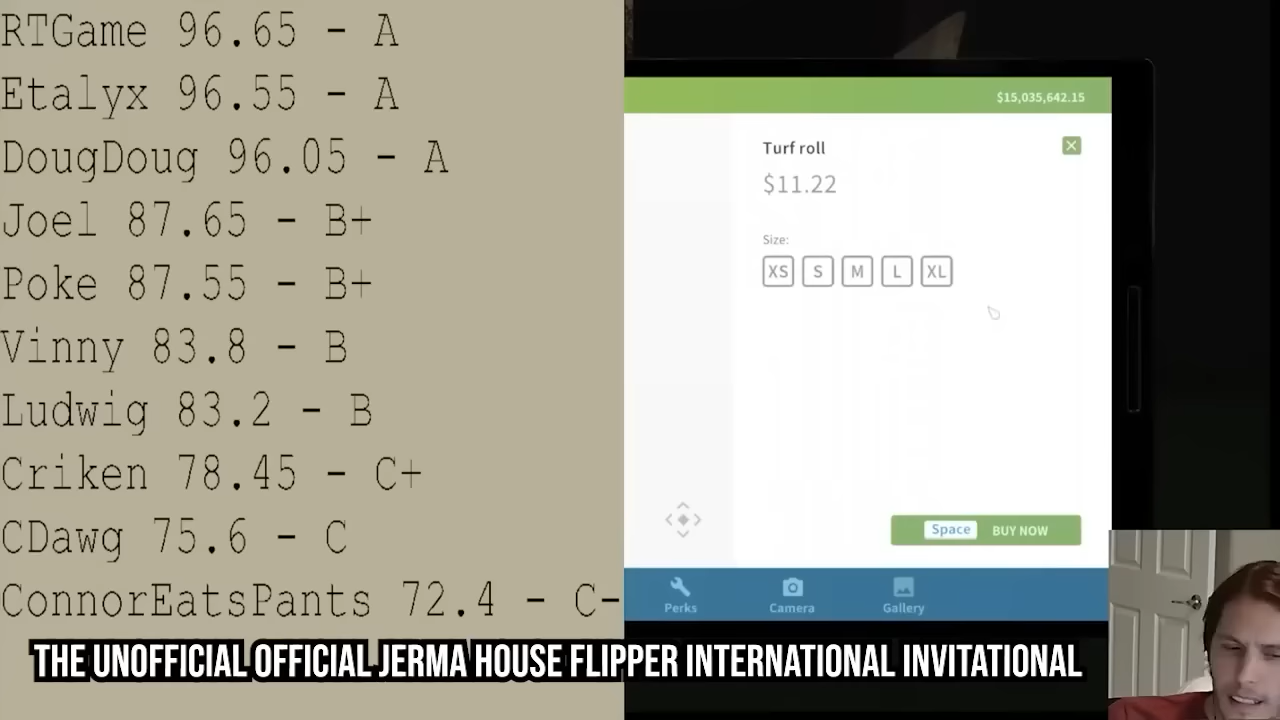 RTGame 96.65 - A
Etalyx 96.55 - A
DougDoug 96.05 - A
Joel 87.65 - B+
Poke 87.55 - B+
Vinny 83.8 - B
Ludwig 83.2 - B
Criken 78.45 - C+
CDawg 75.6 - C
ConnorEatsPants 72.4 - C-
$15,035,642.15
Turf roll
$11.22
Size:
XS S M L XL
Space BUY NOW
Perks Camera Gallery
THE UNOFFICIAL OFFICIAL JERMA HOUSE FLIPPER INTERNATIONAL INVITATIONAL